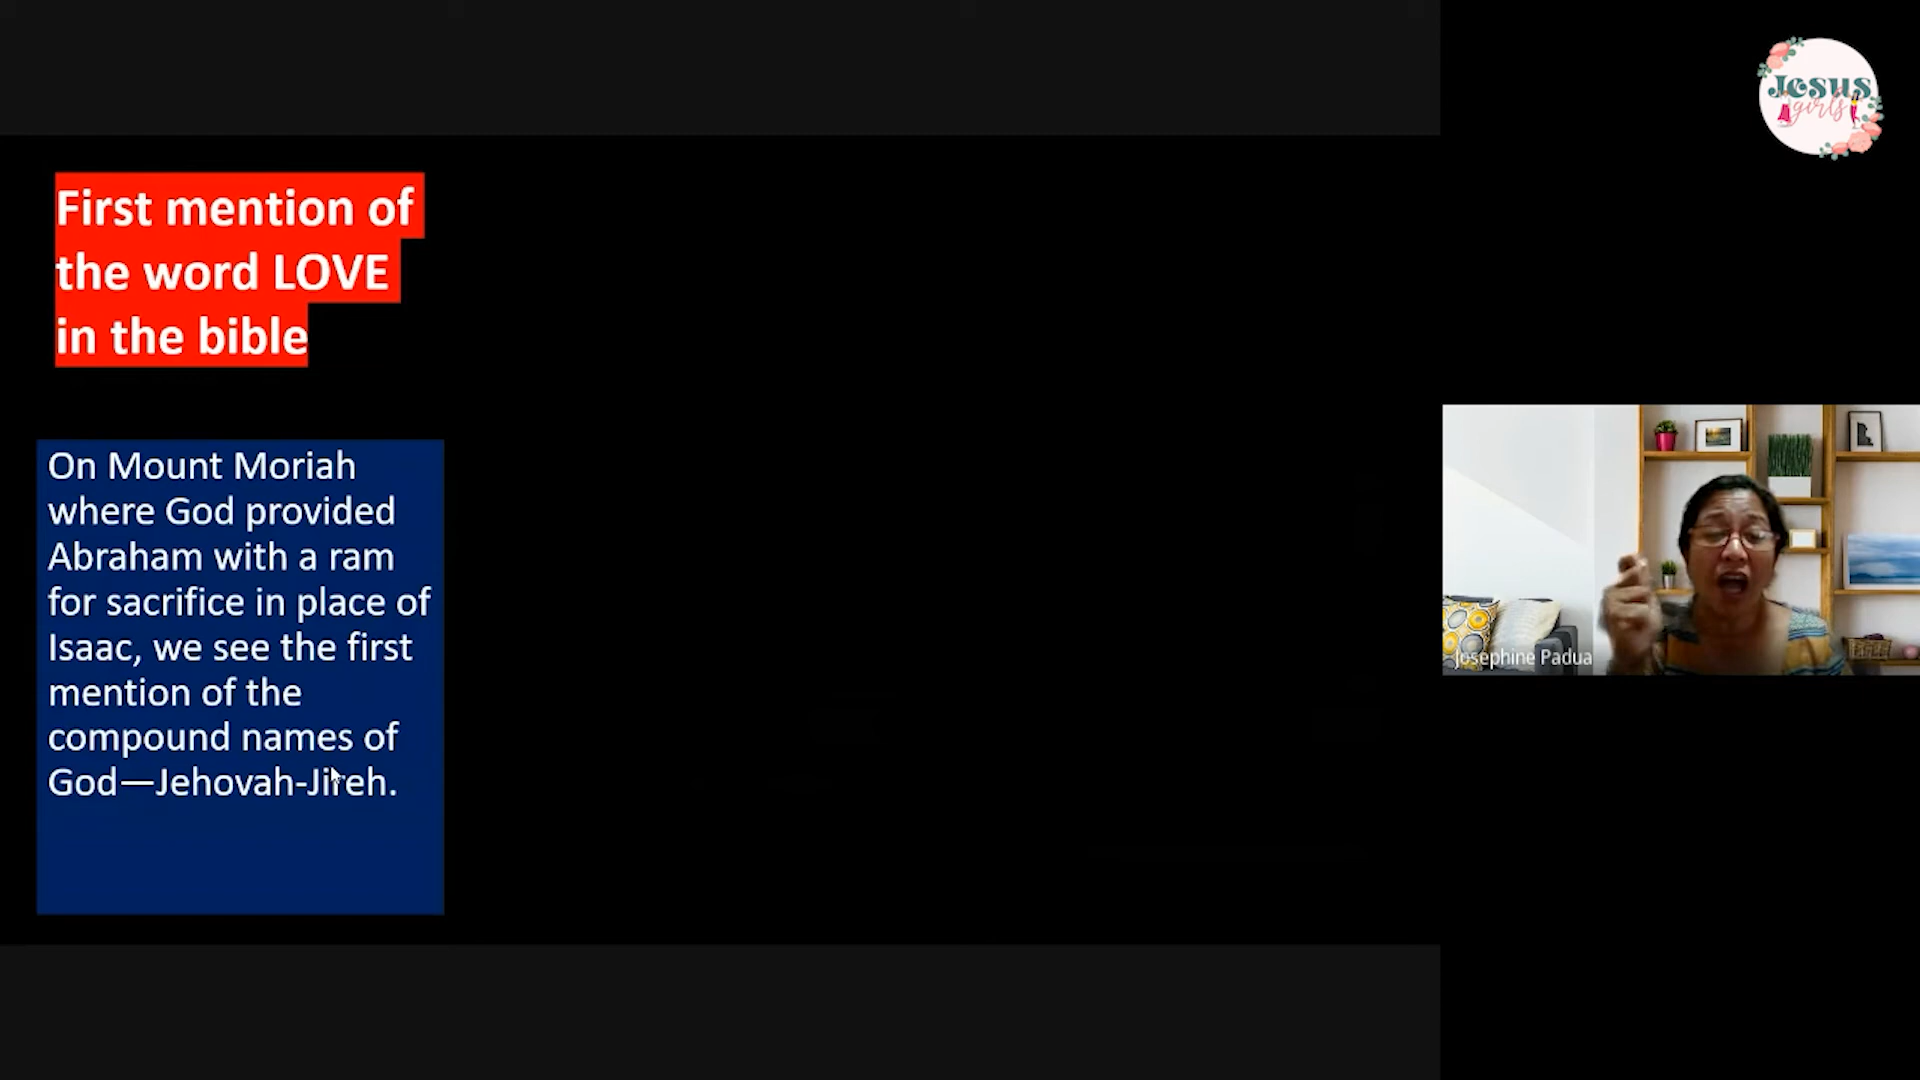 Jesus
girls
First mention of
the word LOVE
in the bible
On Mount Moriah
where God provided
Abraham with a ram
for sacrifice in place of
Isaac, we see the first
mention of the
compound names of
God—Jehovah-Jireh.
Josephine Padua